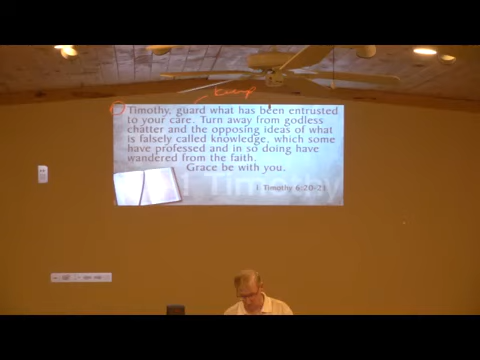 keep
Timothy, guard what has been entrusted
to your care. Turn away from godless
chatter and the opposing ideas of what
is falsely called knowledge, which some
have professed and in so doing have
wandered from the faith.
Grace be with you.
I Timothy 6:20-21
Timothy